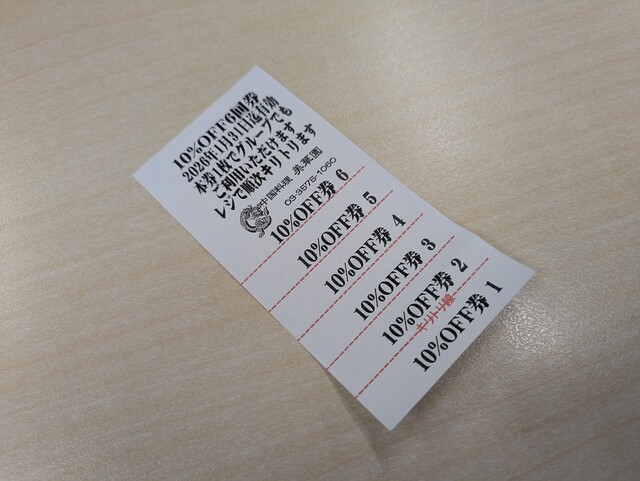 10%OFF6回券
2026年1月31日迄有効
本券1枚でグループでも
ご利用いただけます
レジで順次キリトリます
中国料理 美華園
03-3575-1060
10%OFF券 6
10%OFF券 5
10%OFF券 4
10%OFF券 3
10%OFF券 2
キリトリ線
10%OFF券 1